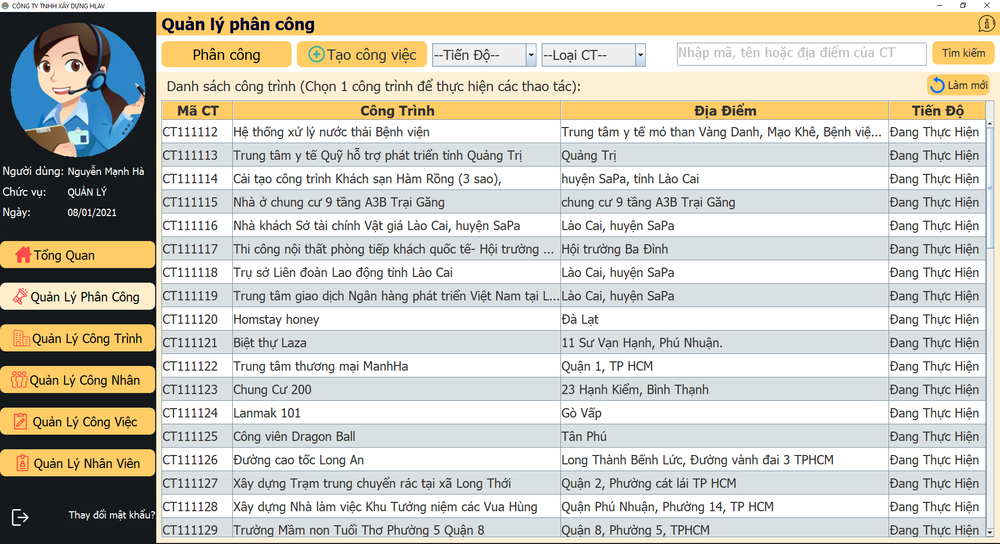 CÔNG TY TNHH XÂY DỰNG HLAV
Quản lý phân công
Phân công
Tạo công việc
--Tiến Độ--
--Loại CT--
Nhập mã, tên hoặc địa điểm của CT
Tìm kiếm
Danh sách công trình (Chọn 1 công trình để thực hiện các thao tác):
Làm mới
Người dùng: Nguyễn Mạnh Hà
Chức vụ: QUẢN LÝ
Ngày: 08/01/2021
Tổng Quan
Quản Lý Phân Công
Quản Lý Công Trình
Quản Lý Công Nhân
Quản Lý Công Việc
Quản Lý Nhân Viên
Thay đổi mật khẩu?
Mã CT Công Trình Địa Điểm Tiến Độ
CT111112 Hệ thống xử lý nước thải Bệnh viện Trung tâm y tế mỏ than Vàng Danh, Mạo Khê, Bệnh việ... Đang Thực Hiện
CT111113 Trung tâm y tế Quỹ hỗ trợ phát triển tỉnh Quảng Trị Quảng Trị Đang Thực Hiện
CT111114 Cải tạo công trình Khách sạn Hàm Rồng (3 sao), huyện SaPa, tỉnh Lào Cai Đang Thực Hiện
CT111115 Nhà ở chung cư 9 tầng A3B Trại Găng chung cư 9 tầng A3B Trại Găng Đang Thực Hiện
CT111116 Nhà khách Sở tài chính Vật giá Lào Cai, huyện SaPa Lào Cai, huyện SaPa Đang Thực Hiện
CT111117 Thi công nội thất phòng tiếp khách quốc tế- Hội trường ... Hội trường Ba Đình Đang Thực Hiện
CT111118 Trụ sở Liên đoàn Lao động tỉnh Lào Cai Lào Cai, huyện SaPa Đang Thực Hiện
CT111119 Trung tâm giao dịch Ngân hàng phát triển Việt Nam tại L... Lào Cai, huyện SaPa Đang Thực Hiện
CT111120 Homstay honey Đà Lạt Đang Thực Hiện
CT111121 Biệt thự Laza 11 Sư Vạn Hạnh, Phú Nhuận. Đang Thực Hiện
CT111122 Trung tâm thương mại ManhHa Quận 1, TP HCM Đang Thực Hiện
CT111123 Chung Cư 200 23 Hạnh Kiểm, Bình Thạnh Đang Thực Hiện
CT111124 Lanmak 101 Gò Vấp Đang Thực Hiện
CT111125 Công viên Dragon Ball Tân Phú Đang Thực Hiện
CT111126 Đường cao tốc Long An Long Thành Bếnh Lức, Đường vành đai 3 TPHCM Đang Thực Hiện
CT111127 Xây dựng Trạm trung chuyển rác tại xã Long Thới Quận 2, Phường cát lái TP HCM Đang Thực Hiện
CT111128 Xây dựng Nhà làm việc Khu Tưởng niệm các Vua Hùng Quận Phú Nhuận, Phường 14, TP HCM Đang Thực Hiện
CT111129 Trường Mầm non Tuổi Thơ Phường 5 Quận 8 Quận 8, Phường 5, TPHCM Đang Thực Hiện